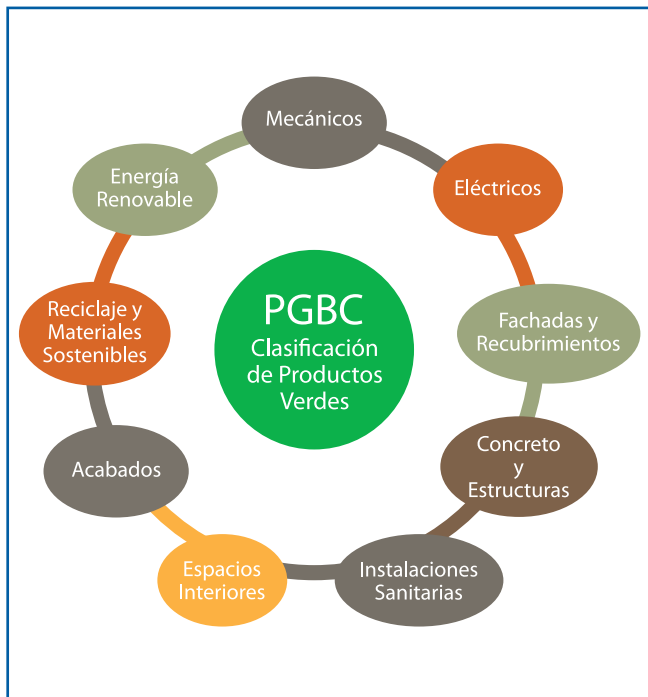 Mecánicos
Eléctricos
Fachadas y
Recubrimientos
Concreto
y
Estructuras
Instalaciones
Sanitarias
Espacios
Interiores
Acabados
Reciclaje y
Materiales
Sostenibles
Energía
Renovable
PGBC
Clasificación
de Productos
Verdes